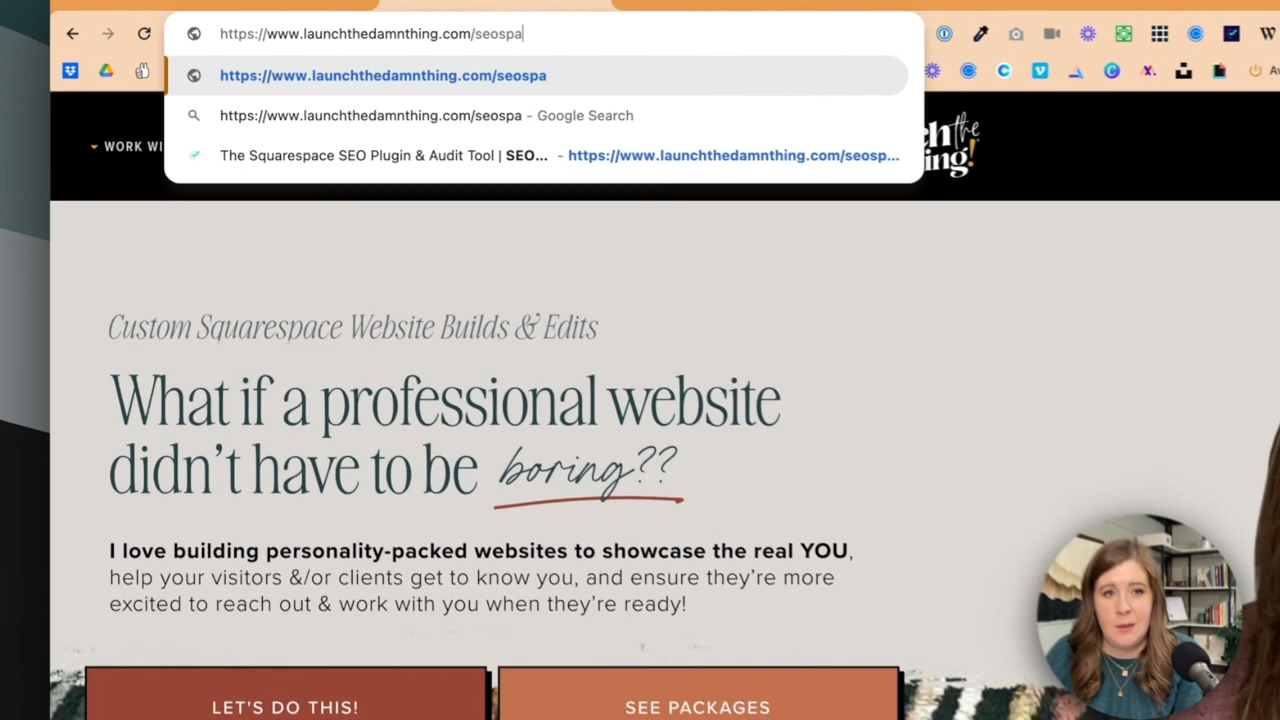 https://www.launchthedamnthing.com/seospa
https://www.launchthedamnthing.com/seospa
https://www.launchthedamnthing.com/seospa - Google Search
The Squarespace SEO Plugin & Audit Tool | SEO... - https://www.launchthedamnthing.com/seosp...
WORK WI
ch the
ing!
Custom Squarespace Website Builds & Edits
What if a professional website
didn't have to be boring??
I love building personality-packed websites to showcase the real YOU,
help your visitors &/or clients get to know you, and ensure they're more
excited to reach out & work with you when they're ready!
LET'S DO THIS!
SEE PACKAGES